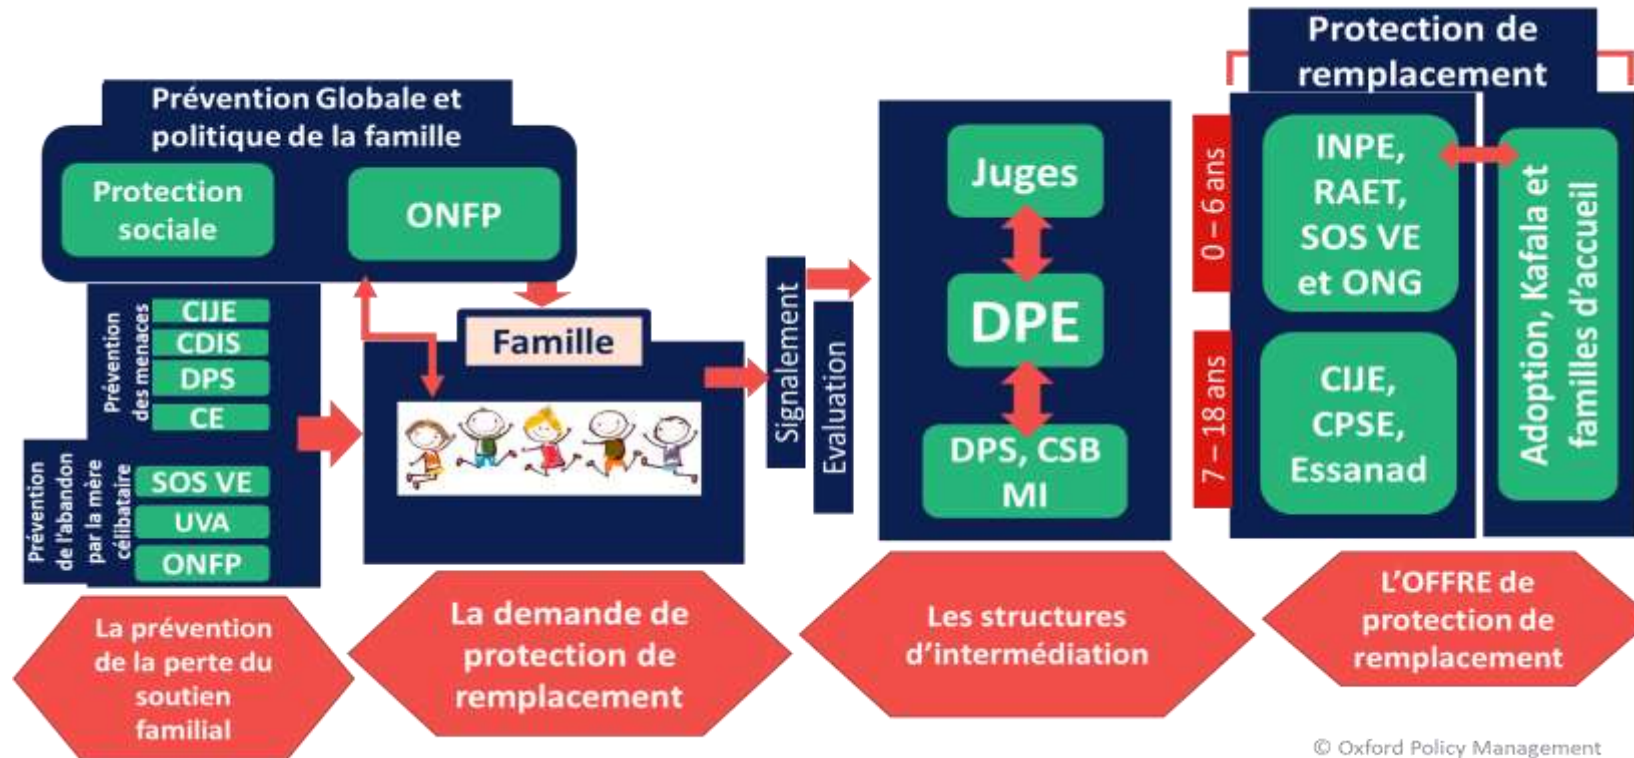 Prévention Globale et
politique de la famille
Protection
sociale
ONFP
Prévention
des menaces
CIJE
CDIS
DPS
CE
Prévention
de l'abandon
par la mère
célibataire
SOS VE
UVA
ONFP
La prévention
de la perte du
soutien
familial
Famille
La demande de
protection de
remplacement
Signalement
Evaluation
Juges
DPE
DPS, CSB
MI
Les structures
d'intermédiation
Protection de
remplacement
0 – 6 ans
INPE,
RAET,
SOS VE
et ONG
7 – 18 ans
CIJE,
CPSE,
Essanad
Adoption, Kafala et
familles d'accueil
L'OFFRE de
protection de
remplacement
© Oxford Policy Management